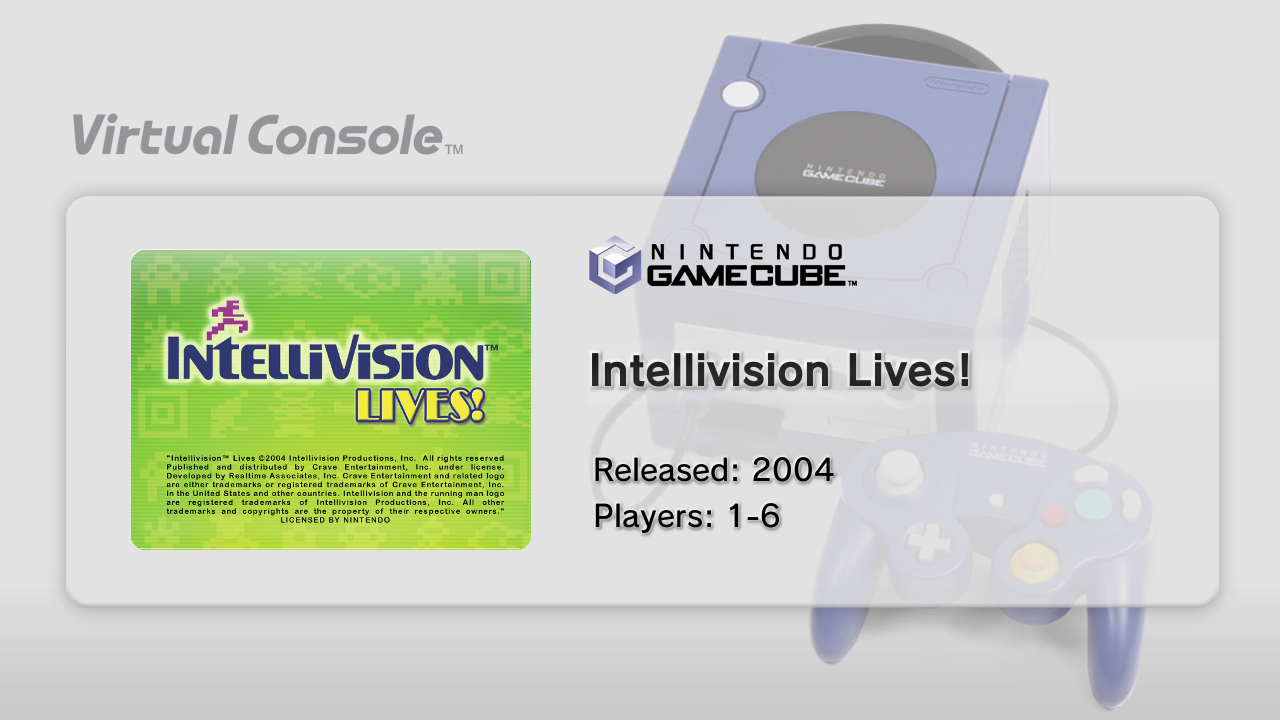 Virtual Console™
NINTENDO
GAMECUBE
NINTENDO
GAMECUBE™
INTELLIVISION™
LIVES!
"Intellivision™ Lives ©2004 Intellivision Productions, Inc. All rights reserved
Published and distributed by Crave Entertainment, Inc. under license.
Developed by Realtime Associates, Inc. Crave Entertainment and related logo
are either trademarks or registered trademarks of Crave Entertainment, Inc.
in the United States and other countries. Intellivision and the running man logo
are registered trademarks of Intellivision Productions, Inc. All other
trademarks and copyrights are the property of their respective owners."
LICENSED BY NINTENDO
Intellivision Lives!
Released: 2004
Players: 1-6
NINTENDO
GAMECUBE